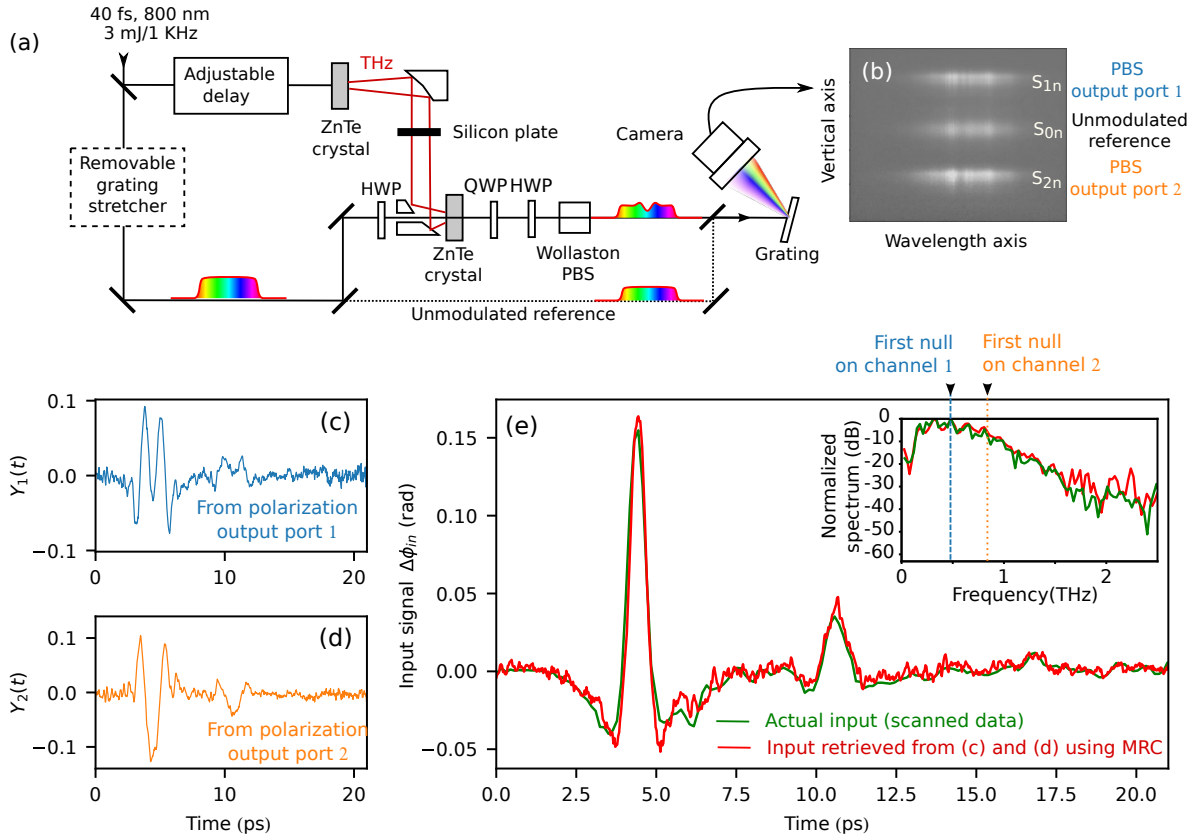 40 fs, 800 nm
3 mJ/1 KHz
(a)
Adjustable
delay
THz
ZnTe
crystal
Silicon plate
Removable
grating
stretcher
HWP
QWP
HWP
ZnTe
crystal
Wollaston
PBS
Camera
Grating
Unmodulated reference
(b)
Vertical axis
Wavelength axis
S1n
S0n
S2n
PBS
output port 1
Unmodulated
reference
PBS
output port 2
(c)
Y1(t)
0.1
0.0
−0.1
0
10
20
From polarization
output port 1
(d)
Y2(t)
0.1
0.0
−0.1
0
10
20
From polarization
output port 2
Time (ps)
(e)
Input signal Δϕin (rad)
0.15
0.10
0.05
0.00
−0.05
0.0
2.5
5.0
7.5
10.0
12.5
15.0
17.5
20.0
Time (ps)
Actual input (scanned data)
Input retrieved from (c) and (d) using MRC
First null
on channel 1
First null
on channel 2
Normalized
spectrum (dB)
0
-10
-20
-30
-40
-50
-60
0
1
2
Frequency(THz)